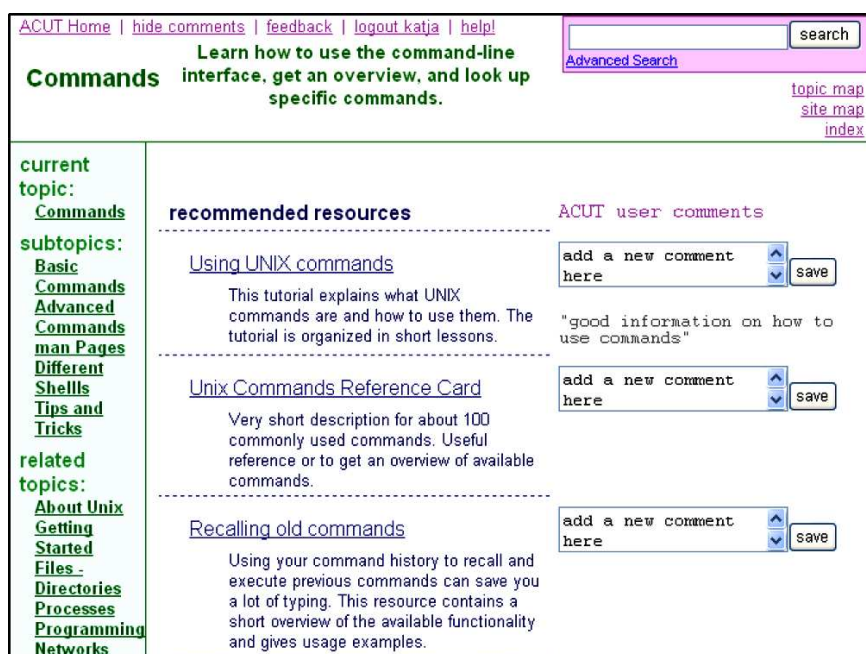 ACUT Home | hide comments | feedback | logout katja | help!
Commands
Learn how to use the command-line
interface, get an overview, and look up
specific commands.
search
Advanced Search
topic map
site map
index
current
topic:
Commands
subtopics:
Basic
Commands
Advanced
Commands
man Pages
Different
Shellls
Tips and
Tricks
related
topics:
About Unix
Getting
Started
Files -
Directories
Processes
Programming
Networks
recommended resources
ACUT user comments
Using UNIX commands
This tutorial explains what UNIX
commands are and how to use them. The
tutorial is organized in short lessons.
add a new comment
here
save
"good information on how to
use commands"
Unix Commands Reference Card
Very short description for about 100
commonly used commands. Useful
reference or to get an overview of available
commands.
add a new comment
here
save
Recalling old commands
Using your command history to recall and
execute previous commands can save you
a lot of typing. This resource contains a
short overview of the available functionality
and gives usage examples.
add a new comment
here
save